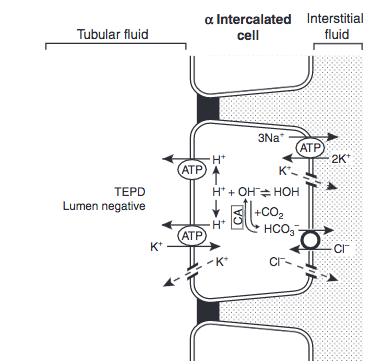 α Intercalated
cell
Interstitial
fluid
Tubular fluid
3Na⁺
ATP
2K⁺
K⁺
H⁺
ATP
TEPD
Lumen negative
H⁺ + OH⁻ ⇌ HOH
CA
+CO₂
HCO₃⁻
H⁺
ATP
K⁺
Cl⁻
K⁺
Cl⁻